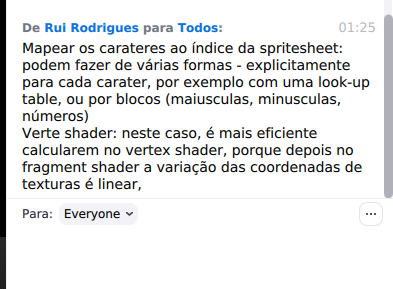 De Rui Rodrigues para Todos: 01:25
Mapear os carateres ao índice da spritesheet:
podem fazer de várias formas - explicitamente
para cada carater, por exemplo com uma look-up
table, ou por blocos (maiusculas, minusculas,
números)
Verte shader: neste caso, é mais eficiente
calcularem no vertex shader, porque depois no
fragment shader a variação das coordenadas de
texturas é linear,
Para: Everyone